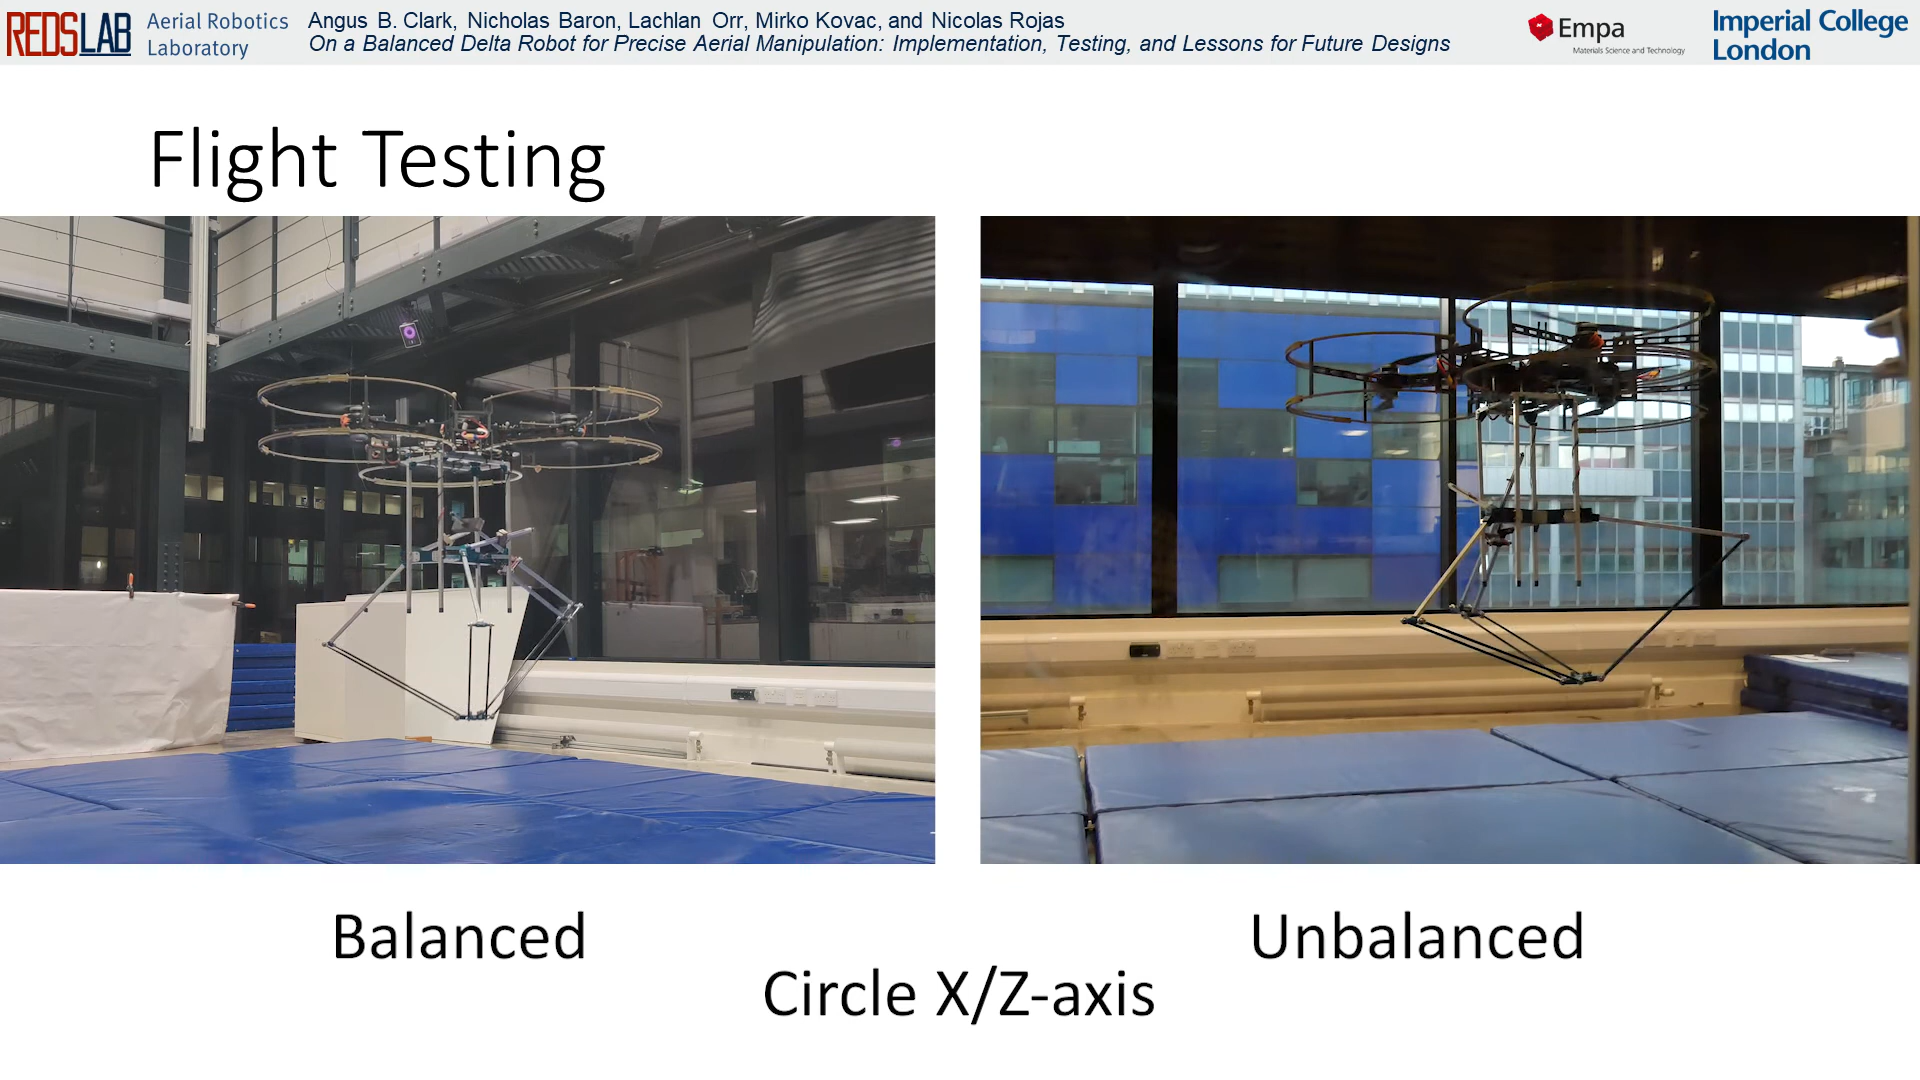 REDSLAB
Aerial Robotics
Laboratory
Angus B. Clark, Nicholas Baron, Lachlan Orr, Mirko Kovac, and Nicolas Rojas
On a Balanced Delta Robot for Precise Aerial Manipulation: Implementation, Testing, and Lessons for Future Designs
Empa
Materials Science and Technology
Imperial College
London
Flight Testing
Balanced
Unbalanced
Circle X/Z-axis